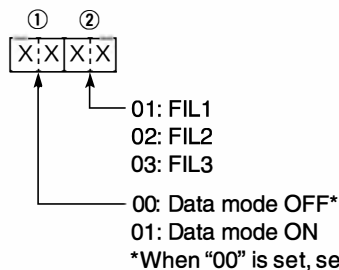 ① ②
X X X X
01: FIL1
02: FIL2
03: FIL3
00: Data mode OFF*
01: Data mode ON
*When “00” is set, se